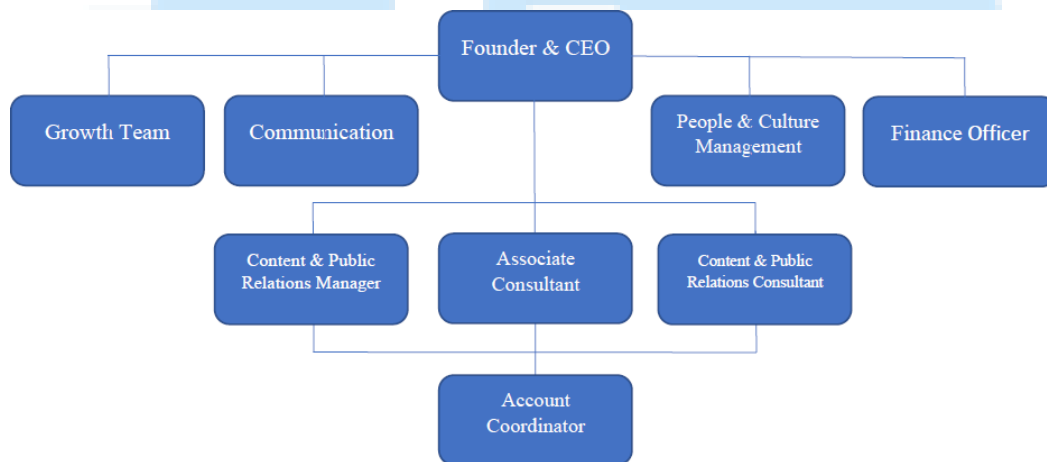 Founder & CEO
Growth Team
Communication
People & Culture
Management
Finance Officer
Content & Public
Relations Manager
Associate
Consultant
Content & Public
Relations Consultant
Account
Coordinator